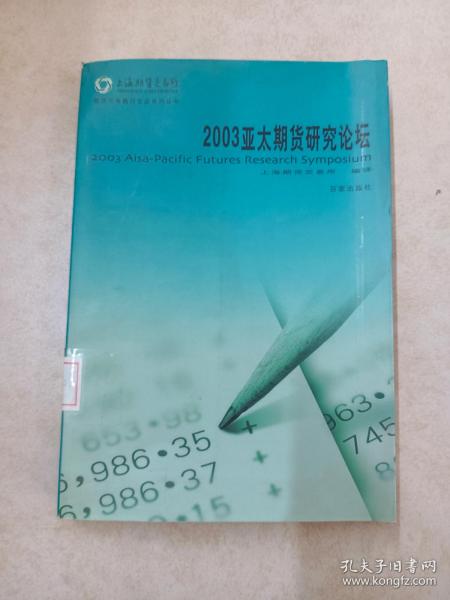 上海期货交易所
2003亚太期货研究论坛
2003 Aisa-Pacific Futures Research Symposium
上海期货交易所 编译
百家出版社
653•98
6,986•35 +
6,986•37 +
•15 +
963•
745
孔夫子旧书网
www.kongfz.com